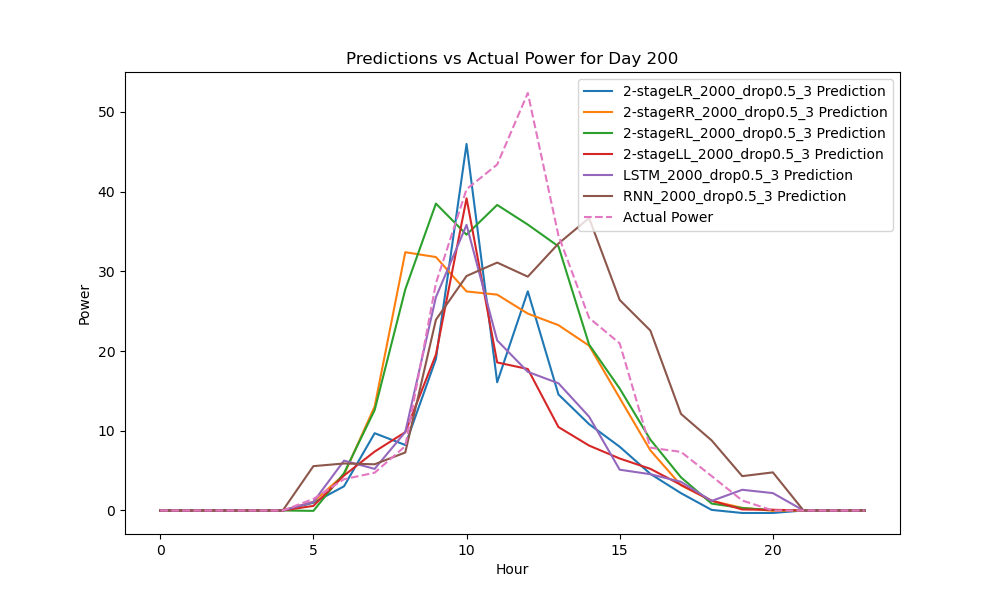 Predictions vs Actual Power for Day 200
2-stageLR_2000_drop0.5_3 Prediction
2-stageRR_2000_drop0.5_3 Prediction
2-stageRL_2000_drop0.5_3 Prediction
2-stageLL_2000_drop0.5_3 Prediction
LSTM_2000_drop0.5_3 Prediction
RNN_2000_drop0.5_3 Prediction
Actual Power
Power
50
40
30
20
10
0
0 5 10 15 20
Hour